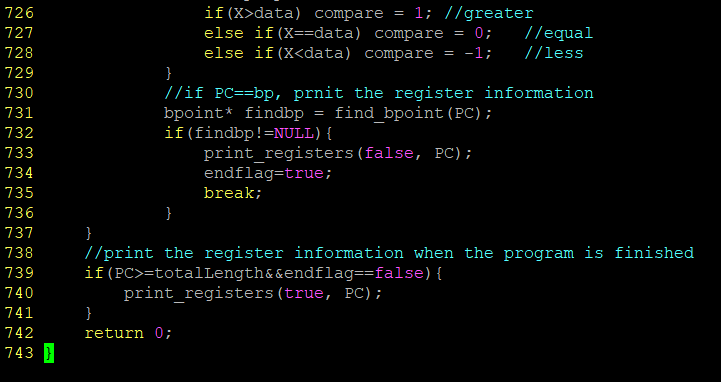 726 if(X>data) compare = 1; //greater
727 else if(X==data) compare = 0; //equal
728 else if(X<data) compare = -1; //less
729 }
730 //if PC==bp, prnit the register information
731 bpoint* findbp = find_bpoint(PC);
732 if(findbp!=NULL){
733 print_registers(false, PC);
734 endflag=true;
735 break;
736 }
737 }
738 //print the register information when the program is finished
739 if(PC>=totalLength&&endflag==false){
740 print_registers(true, PC);
741 }
742 return 0;
743 }